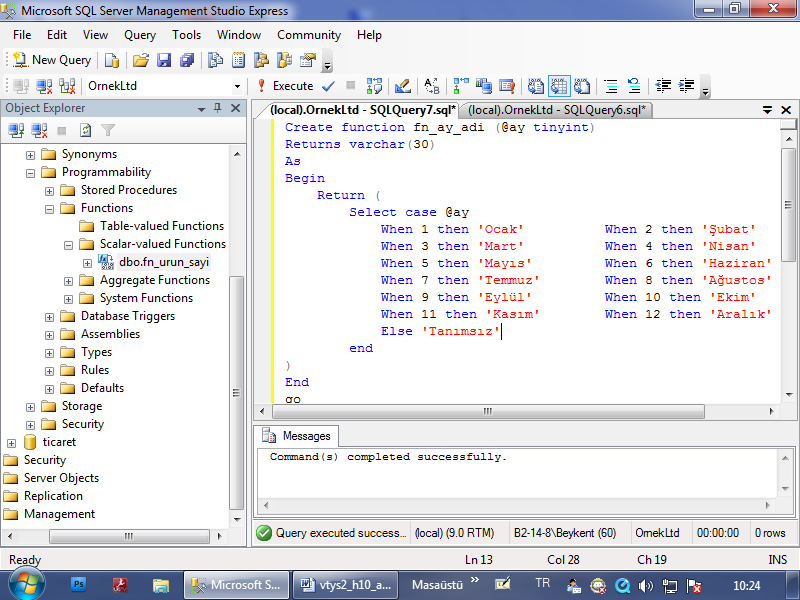 Microsoft SQL Server Management Studio Express
File Edit View Query Tools Window Community Help
New Query
OrnekLtd Execute
Object Explorer
(local).OrnekLtd - SQLQuery7.sql* (local).OrnekLtd - SQLQuery6.sql*
Synonyms
Programmability
Stored Procedures
Functions
Table-valued Functions
Scalar-valued Functions
dbo.fn_urun_sayi
Aggregate Functions
System Functions
Database Triggers
Assemblies
Types
Rules
Defaults
Storage
Security
ticaret
Security
Server Objects
Replication
Management
Create function fn_ay_adi (@ay tinyint)
Returns varchar(30)
As
Begin
Return (
Select case @ay
When 1 then 'Ocak' When 2 then 'Şubat'
When 3 then 'Mart' When 4 then 'Nisan'
When 5 then 'Mayıs' When 6 then 'Haziran'
When 7 then 'Temmuz' When 8 then 'Ağustos'
When 9 then 'Eylül' When 10 then 'Ekim'
When 11 then 'Kasım' When 12 then 'Aralık'
Else 'Tanımsız'
end
)
End
go
Messages
Command(s) completed successfully.
Query executed success... (local) (9.0 RTM) B2-14-8\Beykent (60) OrnekLtd 00:00:00 0 rows
Ready Ln 13 Col 28 Ch 19 INS
Ps Microsoft S... vtys2_h10_a... Masaüstü » TR 10:24